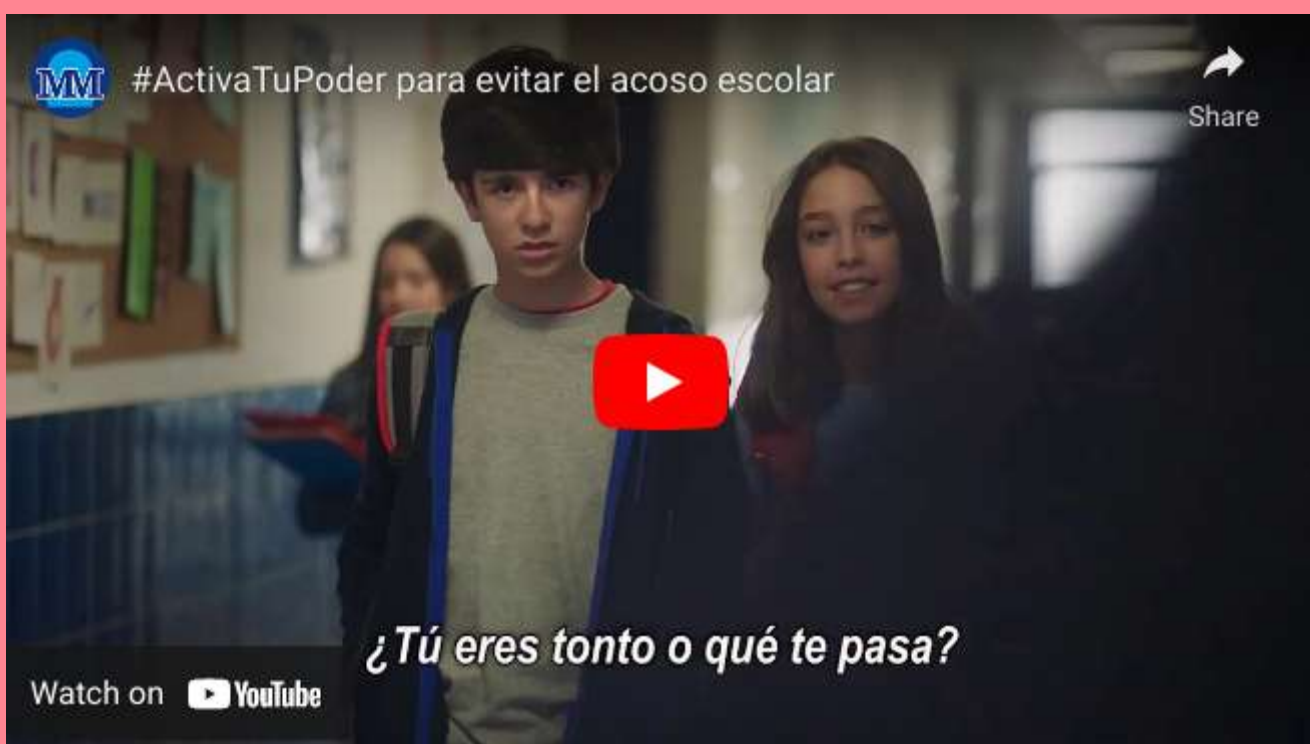 MM
#ActivaTuPoder para evitar el acoso escolar
Share
¿Tú eres tonto o qué te pasa?
Watch on YouTube